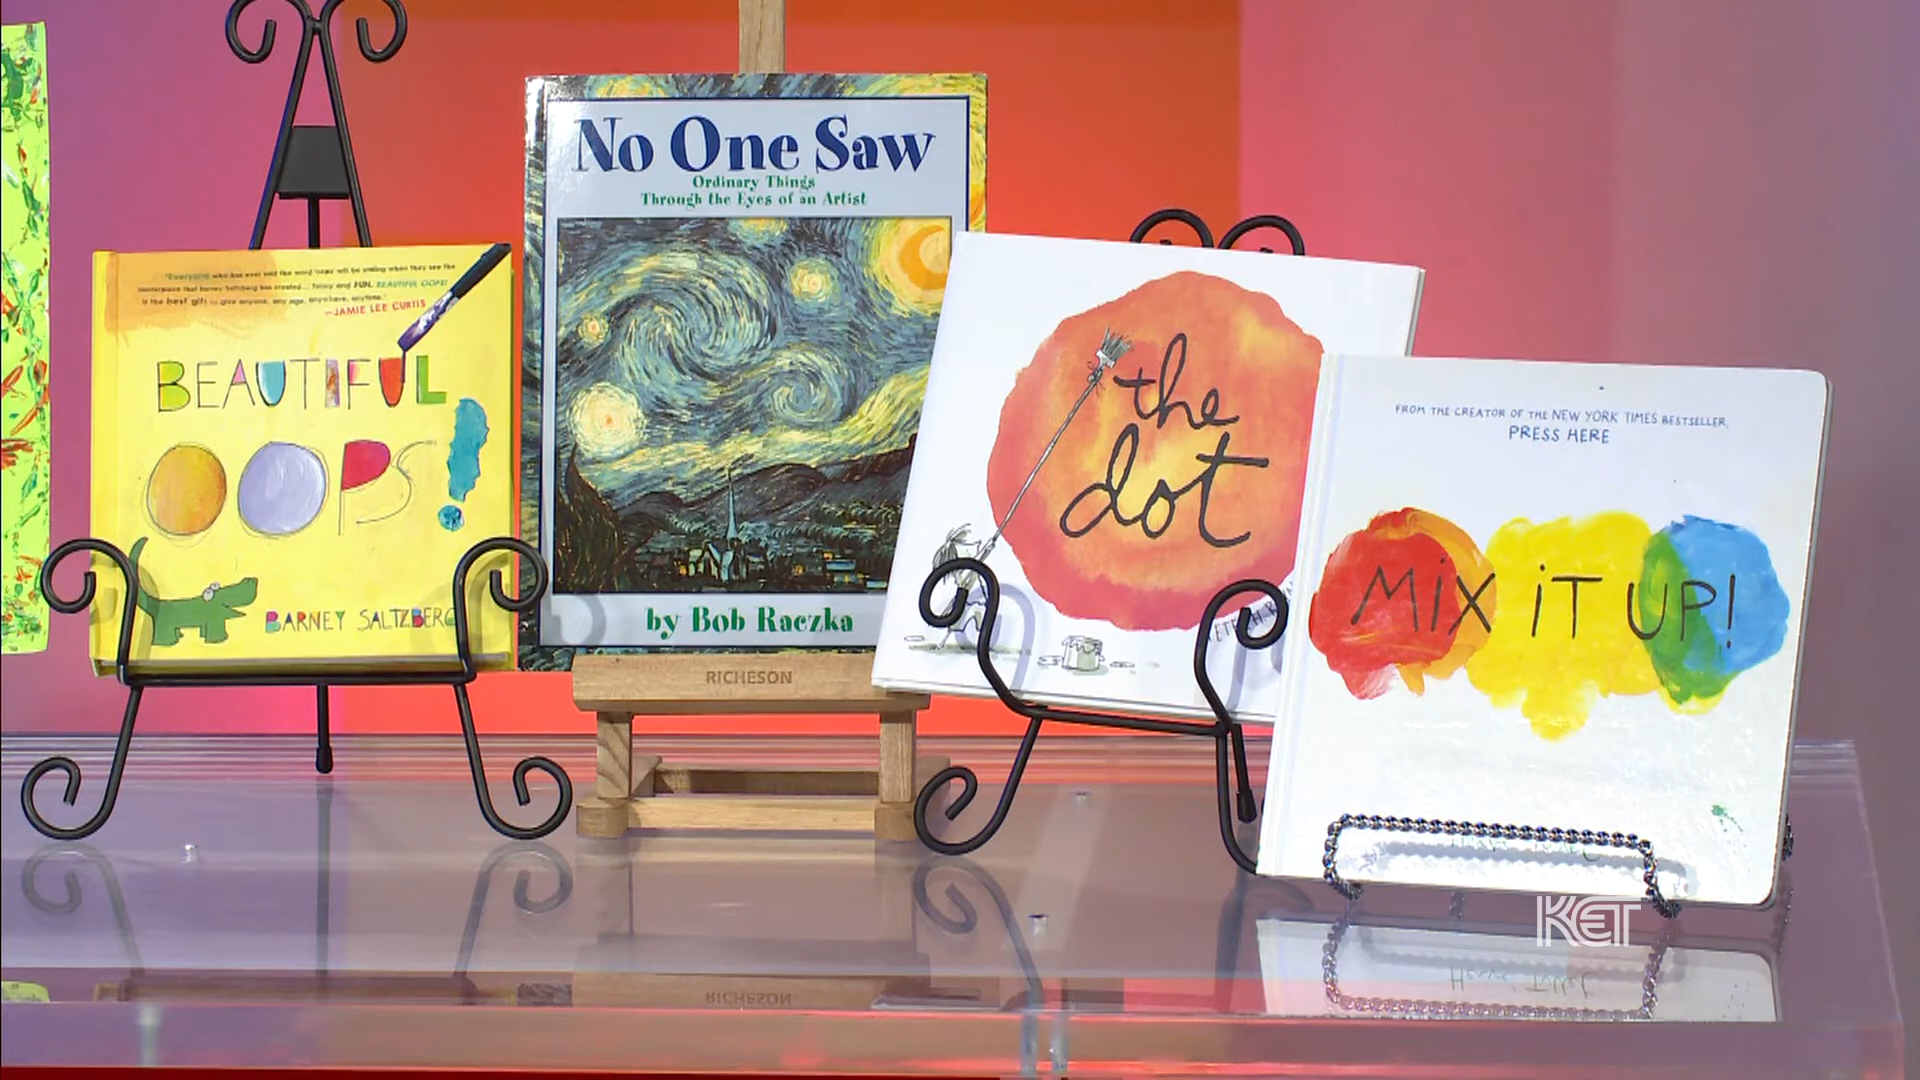 "Everyone who has ever said the word 'oops' will be smiling when they see the
masterpiece that Barney Saltzberg has created... Funny and FUN, BEAUTIFUL OOPS!
is the best gift to give anyone, any age, anywhere, anytime."
—JAMIE LEE CURTIS
BEAUTIFUL
OOPS!
BARNEY SALTZBERG
No One Saw
Ordinary Things
Through the Eyes of an Artist
by Bob Raczka
RICHESON
the
dot
FROM THE CREATOR OF THE NEW YORK TIMES BESTSELLER,
PRESS HERE
MiX iT UP!
KET